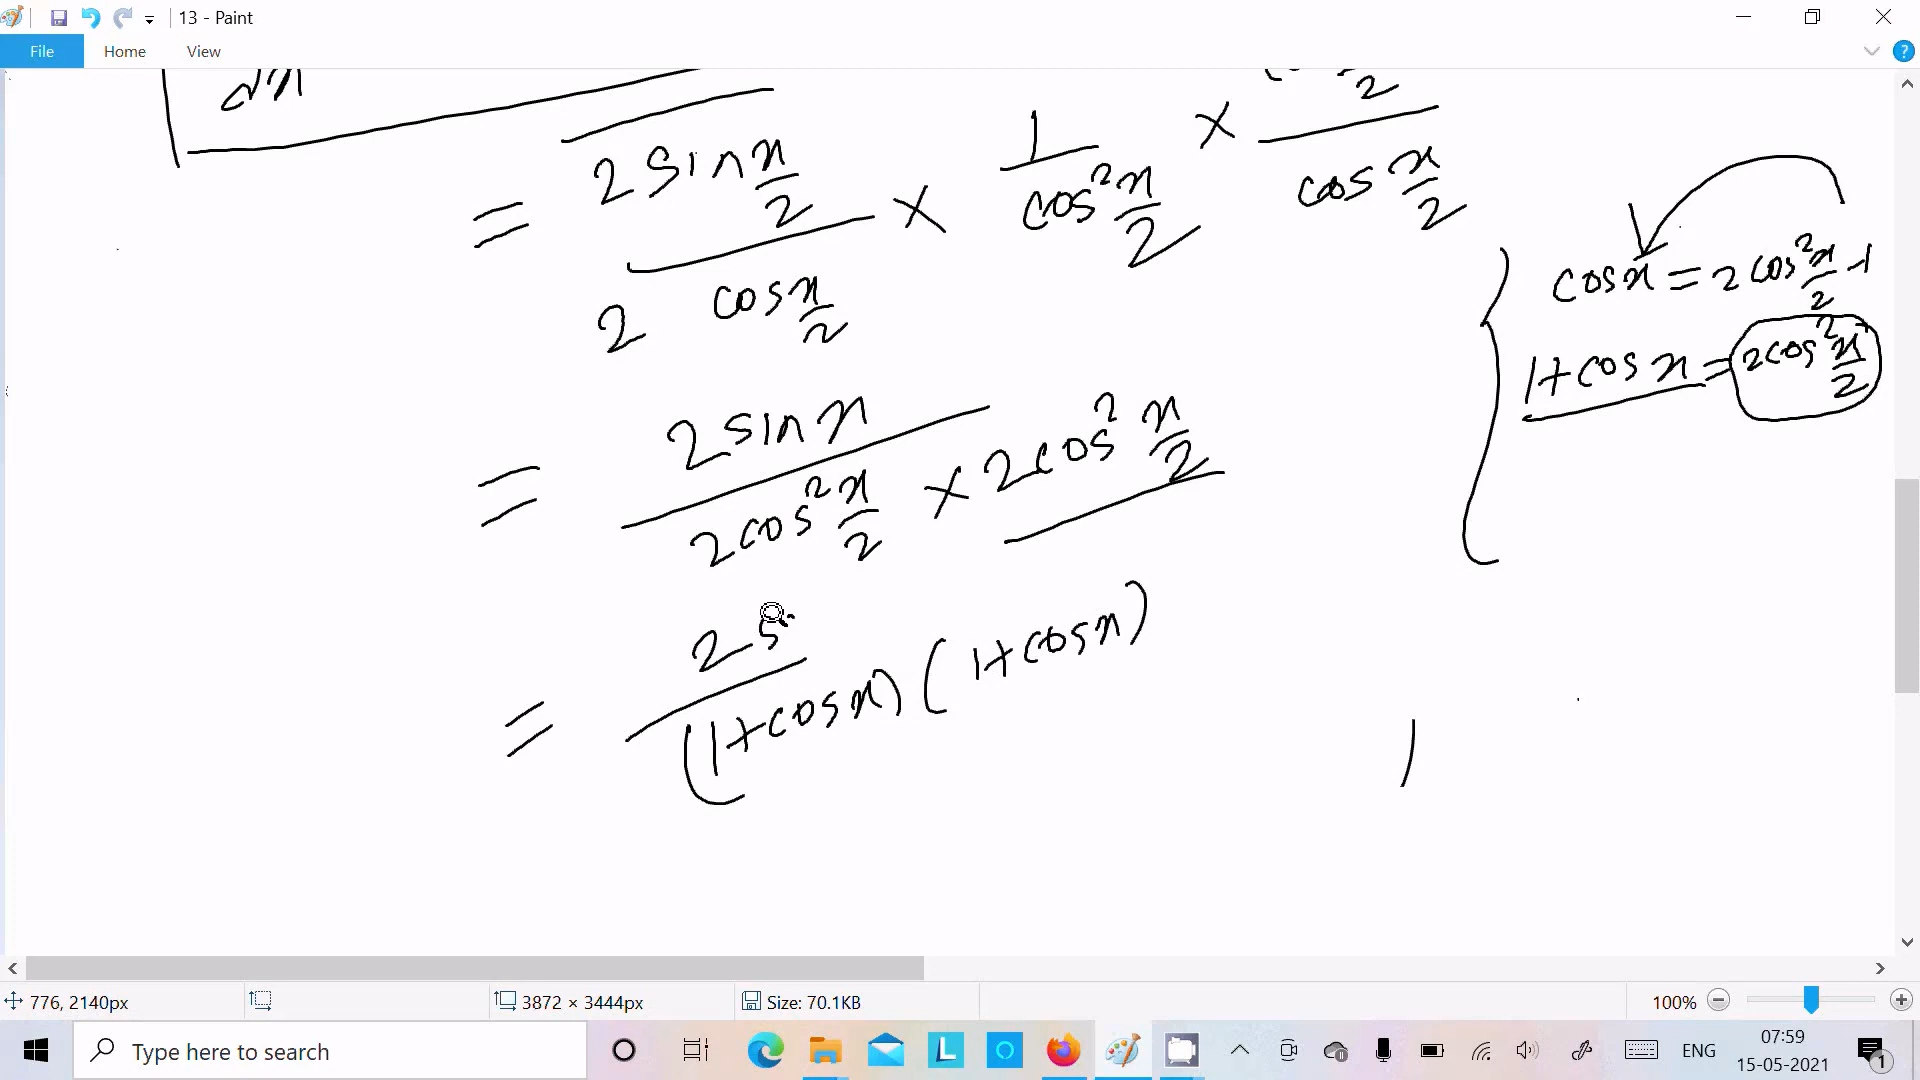 13 - Paint
File Home View
dx
= 2 sin x/2 / 2 cos x/2 × 1 / cos² x/2 × / cos x/2
cos x = 2 cos² x/2 - 1
1 + cos x = 2 cos² x/2
= 2 sin x / 2 cos² x/2 × 2 cos² x/2
= 2 s / (1 + cos x) (1 + cos x)
776, 2140px 3872 × 3444px Size: 70.1KB 100%
Type here to search
L
ENG
07:59
15-05-2021
1